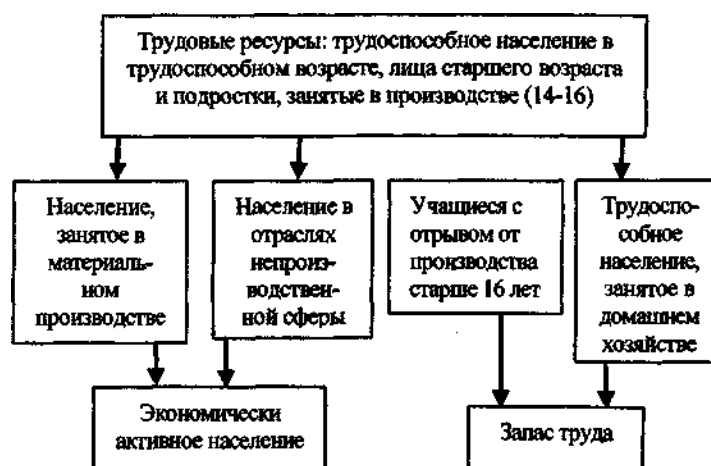 Трудовые ресурсы: трудоспособное население в
трудоспособном возрасте, лица старшего возраста
и подростки, занятые в производстве (14-16)
Население,
занятое в
материаль-
ном
производстве
Население в
отраслях
непроиз-
водствен-
ной сферы
Учащиеся с
отрывом от
производства
старше 16 лет
Трудоспо-
собное
население,
занятое в
домашнем
хозяйстве
Экономически
активное население
Запас труда